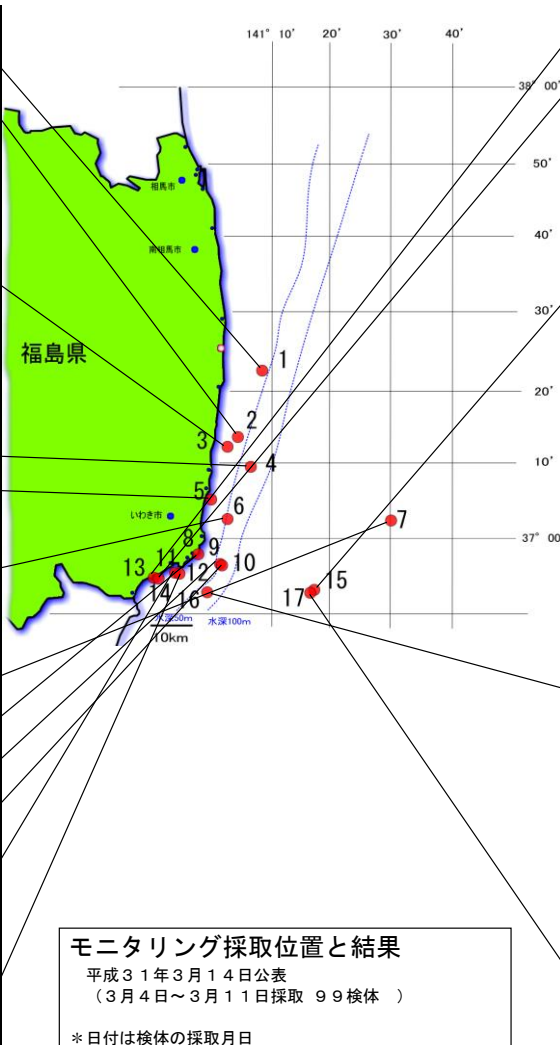 141° 10' 20' 30' 40'
38° 00'
50'
相馬市
40'
南相馬市
30'
福島県
1
20'
2
3
10'
4
5
いわき市
6
7
37° 00'
8
9
10
11
12
13
14
15
16
17
水深50m 水深100m
10km
モニタリング採取位置と結果
平成31年3月14日公表
(3月4日~3月11日採取 99検体 )
*日付は検体の採取月日